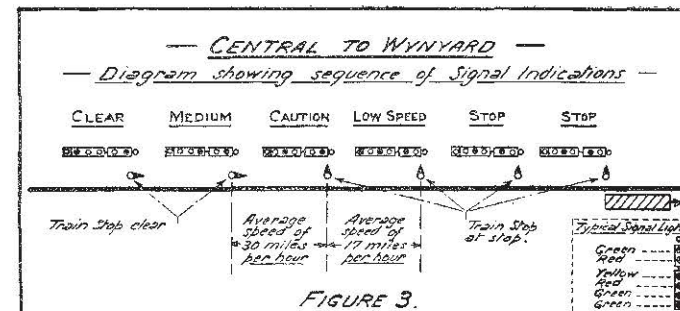 — CENTRAL TO WYNYARD —
— Diagram showing sequence of Signal Indications —
CLEAR MEDIUM CAUTION LOW SPEED STOP STOP
Train Stop clear
Average speed of 30 miles per hour
Average speed of 17 miles per hour
Train Stop at stop.
Typical Signal Ligh
Green
Red
Yellow
Red
Green
Green
FIGURE 3.